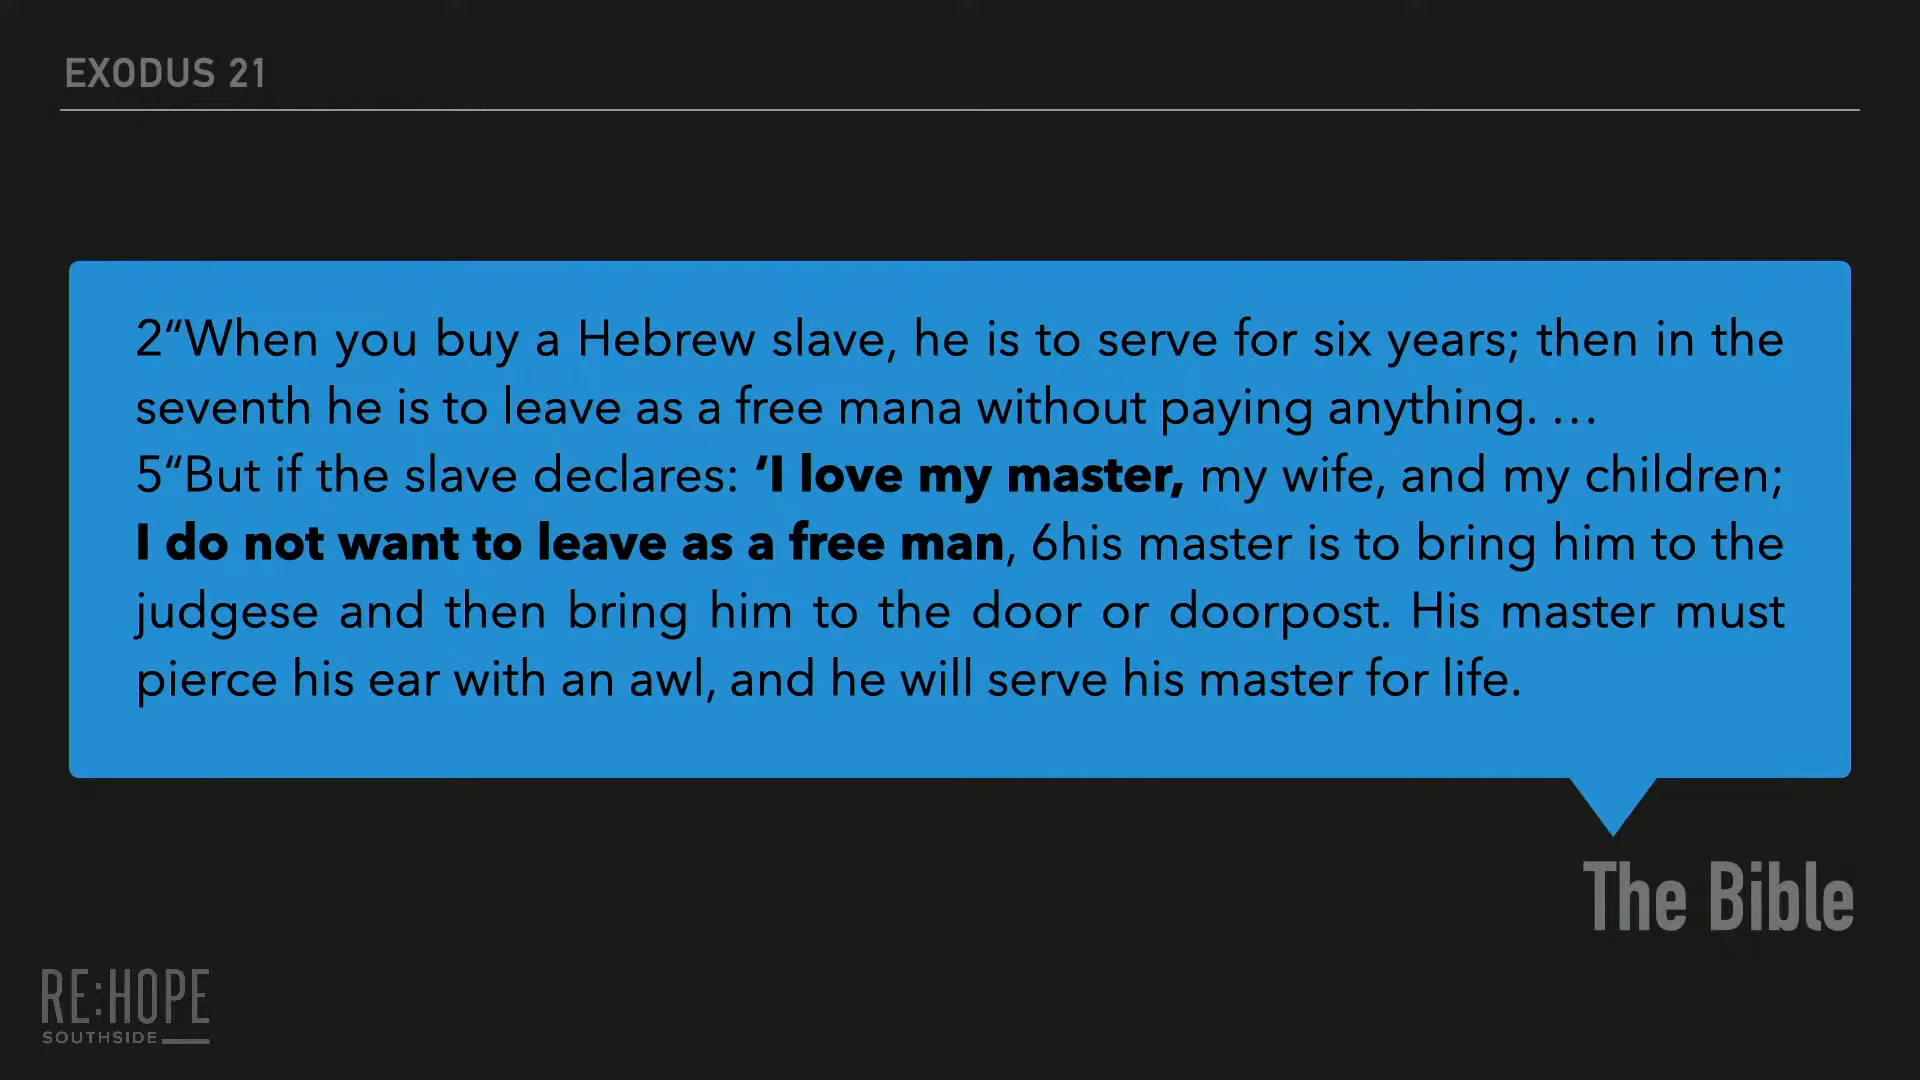 EXODUS 21
2“When you buy a Hebrew slave, he is to serve for six years; then in the
seventh he is to leave as a free mana without paying anything. …
5“But if the slave declares: ‘I love my master, my wife, and my children;
I do not want to leave as a free man, 6his master is to bring him to the
judgese and then bring him to the door or doorpost. His master must
pierce his ear with an awl, and he will serve his master for life.
The Bible
RE:HOPE
SOUTHSIDE